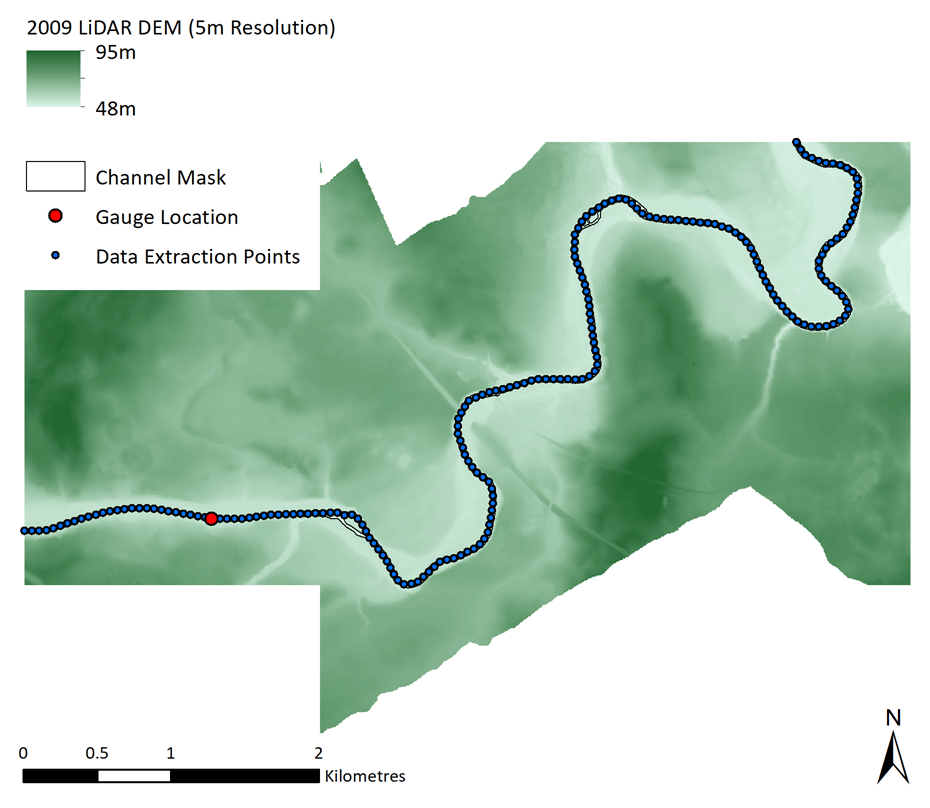 2009 LiDAR DEM (5m Resolution)
95m
48m
Channel Mask
Gauge Location
Data Extraction Points
N
0 0.5 1 2
Kilometres